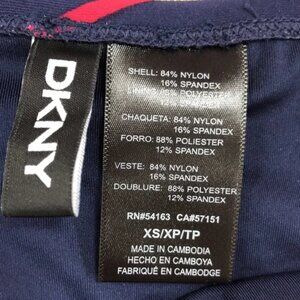 DKNY
SHELL: 84% NYLON
16% SPANDEX
LINING: 88% POLYESTER
12% SPANDEX
CHAQUETA: 84% NYLON
16% SPANDEX
FORRO: 88% POLIESTER
12% SPANDEX
VESTE: 84% NYLON
16% SPANDEX
DOUBLURE: 88% POLYESTER
12% SPANDEX
RN#54163 CA#57151
XS/XP/TP
MADE IN CAMBODIA
HECHO EN CAMBOYA
FABRIQUÉ EN CAMBODGE